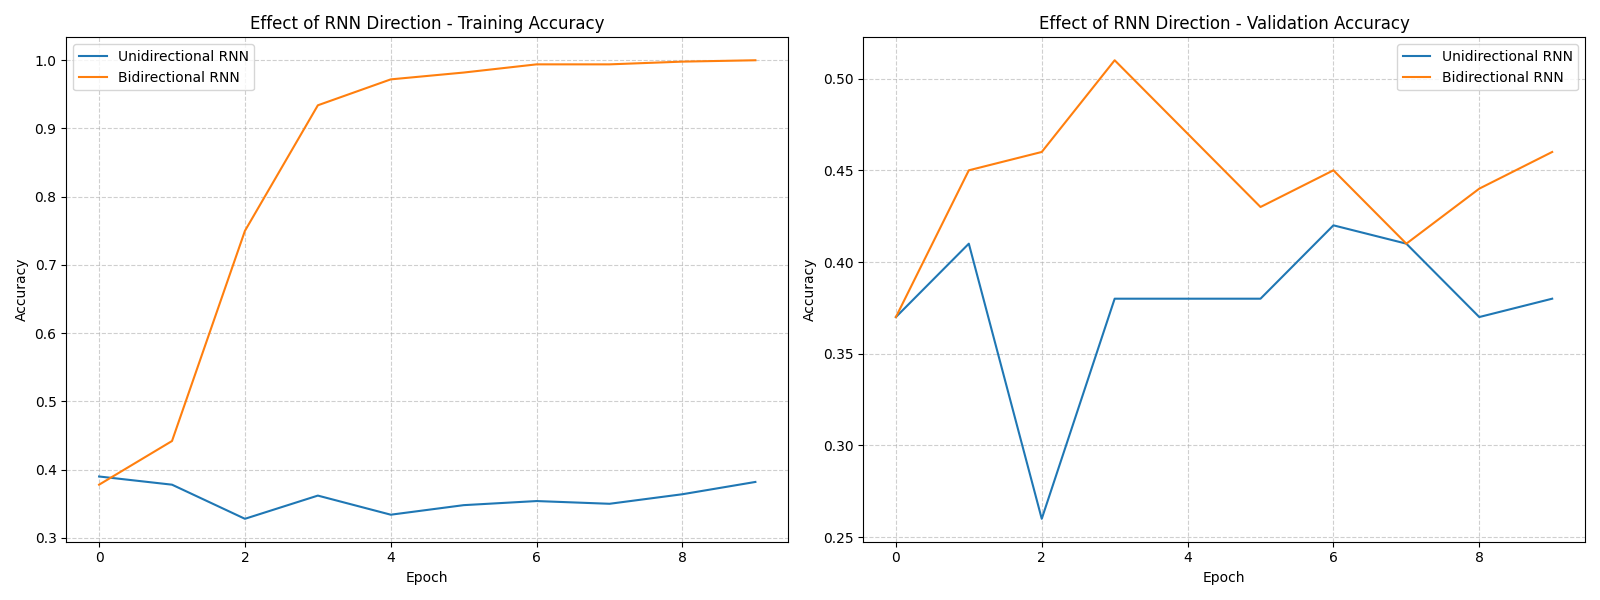 Effect of RNN Direction - Training Accuracy
Unidirectional RNN
Bidirectional RNN
Accuracy
1.0
0.9
0.8
0.7
0.6
0.5
0.4
0.3
0 2 4 6 8
Epoch
Effect of RNN Direction - Validation Accuracy
Unidirectional RNN
Bidirectional RNN
Accuracy
0.50
0.45
0.40
0.35
0.30
0.25
0 2 4 6 8
Epoch